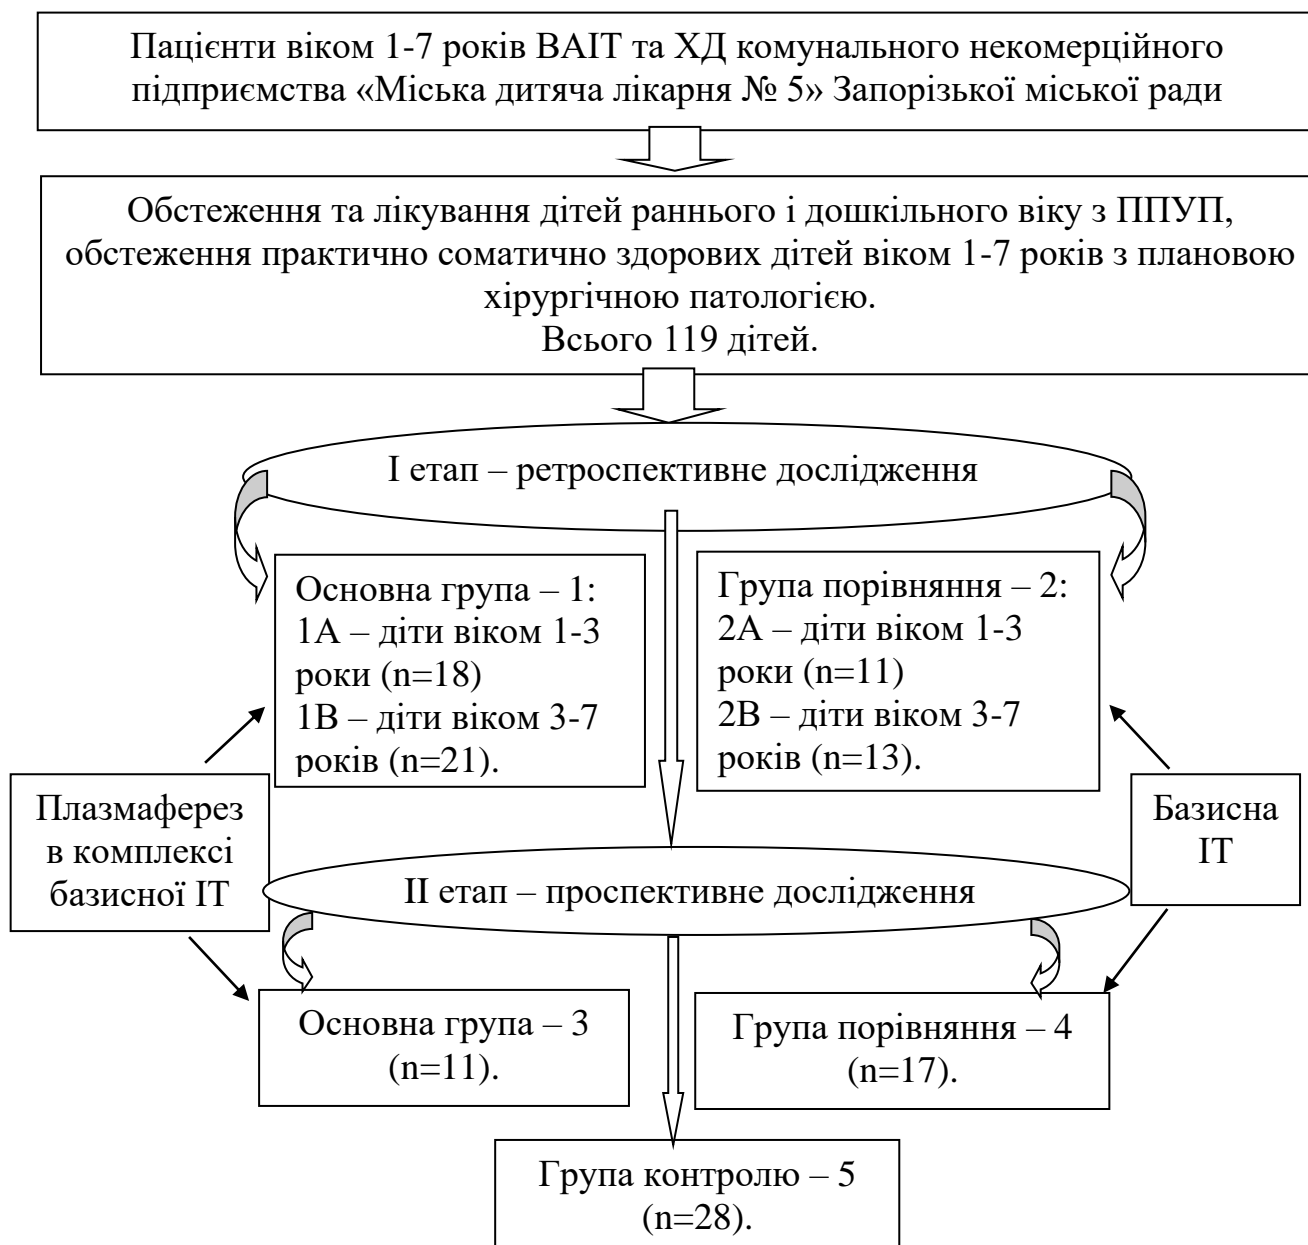 Пацієнти віком 1-7 років ВАІТ та ХД комунального некомерційного
підприємства «Міська дитяча лікарня № 5» Запорізької міської ради
Обстеження та лікування дітей раннього і дошкільного віку з ППУП,
обстеження практично соматично здорових дітей віком 1-7 років з плановою
хірургічною патологією.
Всього 119 дітей.
І етап – ретроспективне дослідження
Основна група – 1:
1А – діти віком 1-3
роки (n=18)
1В – діти віком 3-7
років (n=21).
Група порівняння – 2:
2А – діти віком 1-3
роки (n=11)
2В – діти віком 3-7
років (n=13).
Плазмаферез
в комплексі
базисної ІТ
Базисна
ІТ
ІІ етап – проспективне дослідження
Основна група – 3
(n=11).
Група порівняння – 4
(n=17).
Група контролю – 5
(n=28).